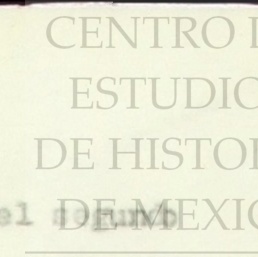 CENTRO
ESTUDIO
DE HISTOR
DE MEXIC
el segundo